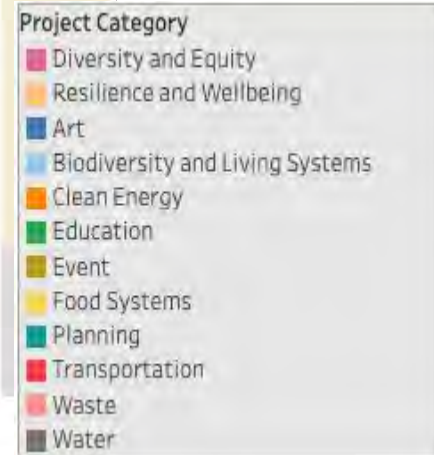 Project Category
Diversity and Equity
Resilience and Wellbeing
Art
Biodiversity and Living Systems
Clean Energy
Education
Event
Food Systems
Planning
Transportation
Waste
Water